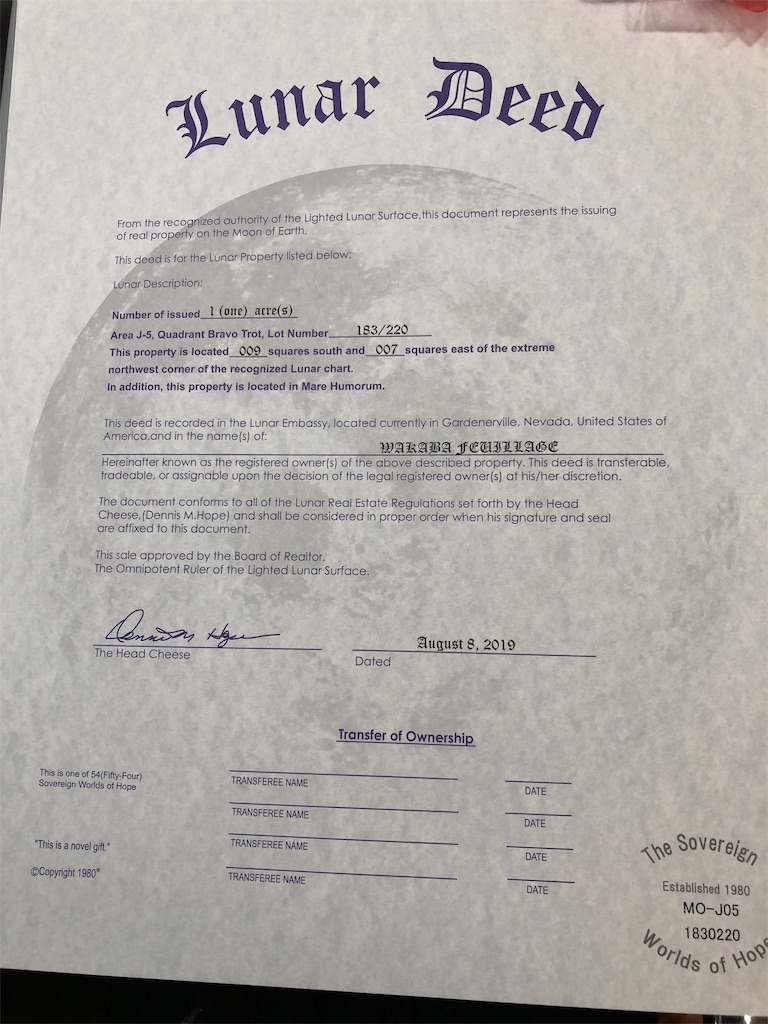 Lunar Deed
From the recognized authority of the Lighted Lunar Surface,this document represents the issuing
of real property on the Moon of Earth.
This deed is for the Lunar Property listed below:
Lunar Description:
Number of issued 1 (one) acre(s)
Area J-5, Quadrant Bravo Trot, Lot Number 183/220
This property is located 009 squares south and 007 squares east of the extreme
northwest corner of the recognized Lunar chart.
In addition, this property is located in Mare Humorum.
This deed is recorded in the Lunar Embassy, located currently in Gardenerville, Nevada, United States of
America,and in the name(s) of:
WAKABA FEUILLAGE
Hereinafter known as the registered owner(s) of the above described property. This deed is transferable,
tradeable, or assignable upon the decision of the legal registered owner(s) at his/her discretion.
The document conforms to all of the Lunar Real Estate Regulations set forth by the Head
Cheese,(Dennis M.Hope) and shall be considered in proper order when his signature and seal
are affixed to this document.
This sale approved by the Board of Realtor.
The Omnipotent Ruler of the Lighted Lunar Surface.
The Head Cheese
August 8, 2019
Dated
Transfer of Ownership
This is one of 54(Fifty-Four)
Sovereign Worlds of Hope
TRANSFEREE NAME DATE
TRANSFEREE NAME DATE
"This is a novel gift."
TRANSFEREE NAME DATE
©Copyright 1980®
TRANSFEREE NAME DATE
The Sovereign
Established 1980
MO-J05
1830220
Worlds of Hope